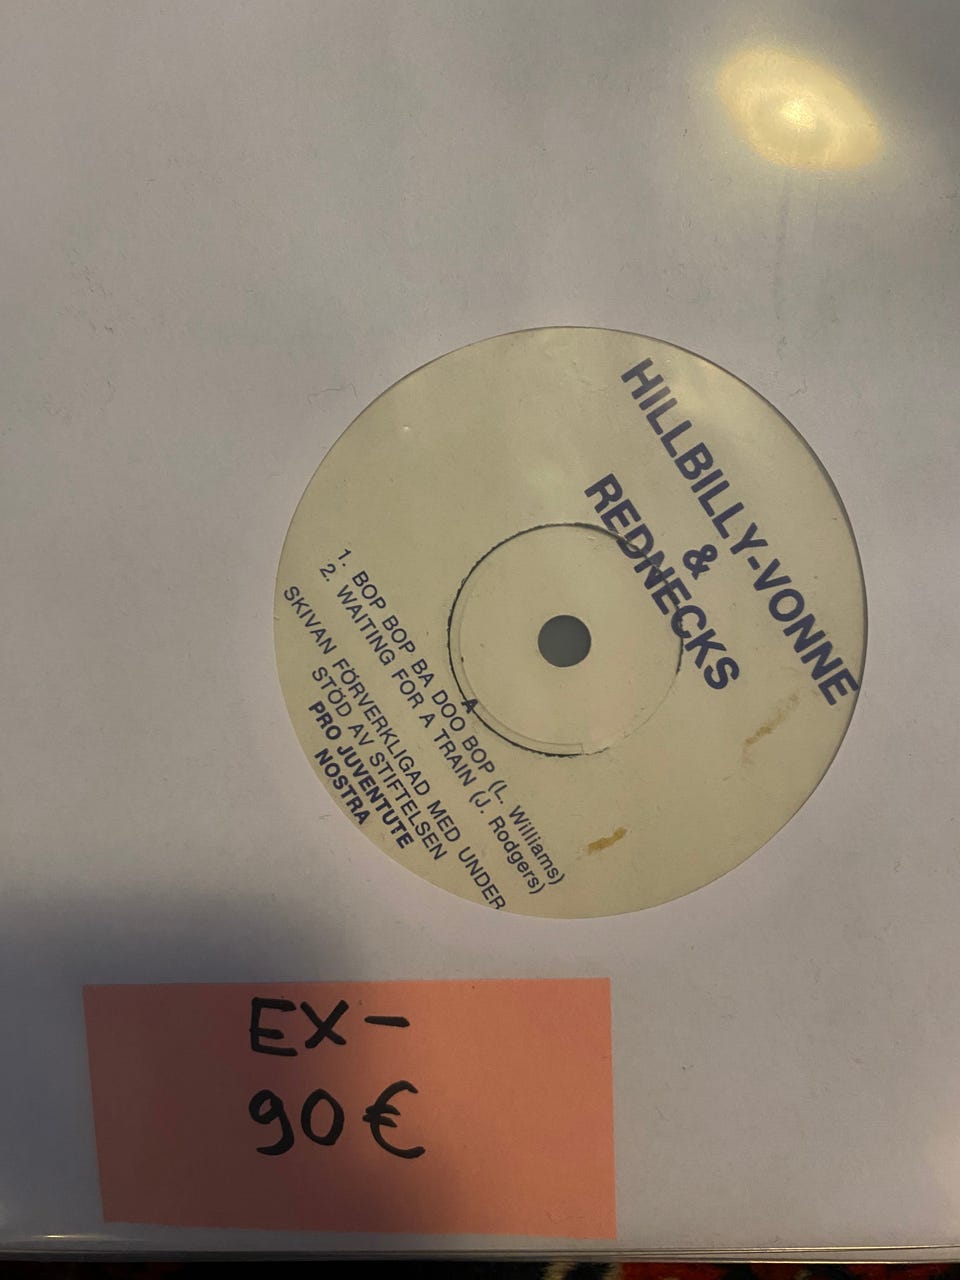 HILLBILLY-VONNE
&
REDNECKS
A
1. BOP BOP BA DOO BOP (L. Williams)
2. WAITING FOR A TRAIN (J. Rodgers)
SKIVAN FÖRVERKLIGAD MED UNDER
STÖD AV STIFTELSEN
PRO JUVENTUTE
NOSTRA
EX-
90€